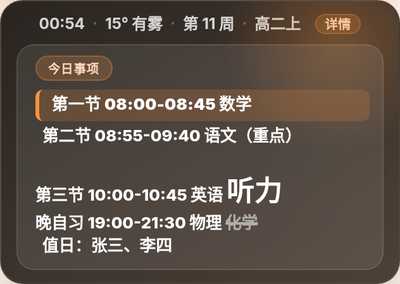 00:54 · 15° 有雾 · 第 11 周 · 高二上 详情
今日事项
第一节 08:00-08:45 数学
第二节 08:55-09:40 语文（重点）
第三节 10:00-10:45 英语 听力
晚自习 19:00-21:30 物理 化学
值日：张三、李四